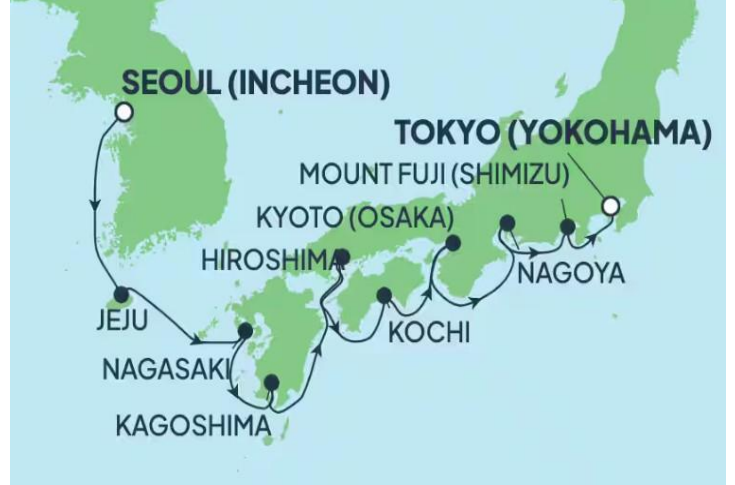 SEOUL (INCHEON)
TOKYO (YOKOHAMA)
MOUNT FUJI (SHIMIZU)
KYOTO (OSAKA)
HIROSHIMA
NAGOYA
JEJU
KOCHI
NAGASAKI
KAGOSHIMA